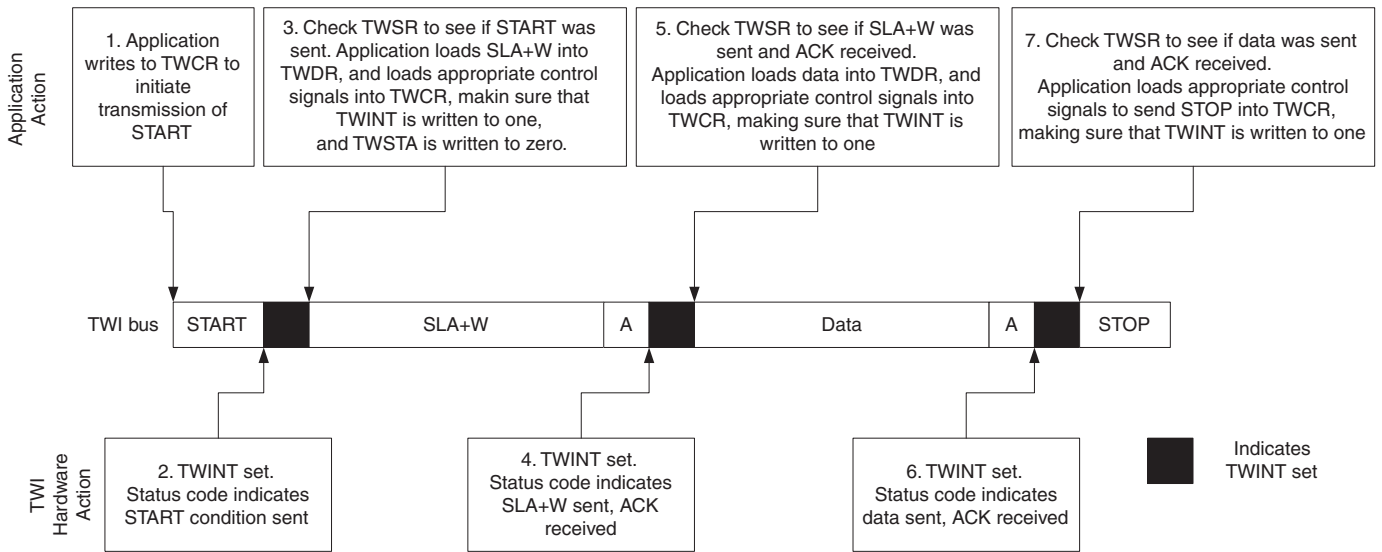 Application
Action
1. Application
writes to TWCR to
initiate
transmission of
START
3. Check TWSR to see if START was
sent. Application loads SLA+W into
TWDR, and loads appropriate control
signals into TWCR, makin sure that
TWINT is written to one,
and TWSTA is written to zero.
5. Check TWSR to see if SLA+W was
sent and ACK received.
Application loads data into TWDR, and
loads appropriate control signals into
TWCR, making sure that TWINT is
written to one
7. Check TWSR to see if data was sent
and ACK received.
Application loads appropriate control
signals to send STOP into TWCR,
making sure that TWINT is written to one
TWI bus
START
SLA+W
A
Data
A
STOP
TWI
Hardware
Action
2. TWINT set.
Status code indicates
START condition sent
4. TWINT set.
Status code indicates
SLA+W sent, ACK
received
6. TWINT set.
Status code indicates
data sent, ACK received
Indicates
TWINT set